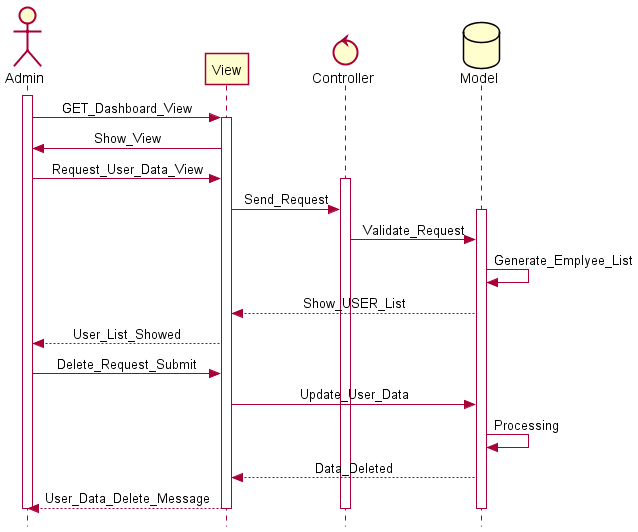 Admin
View
Controller
Model
GET_Dashboard_View
Show_View
Request_User_Data_View
Send_Request
Validate_Request
Generate_Emplyee_List
Show_USER_List
User_List_Showed
Delete_Request_Submit
Update_User_Data
Processing
Data_Deleted
User_Data_Delete_Message